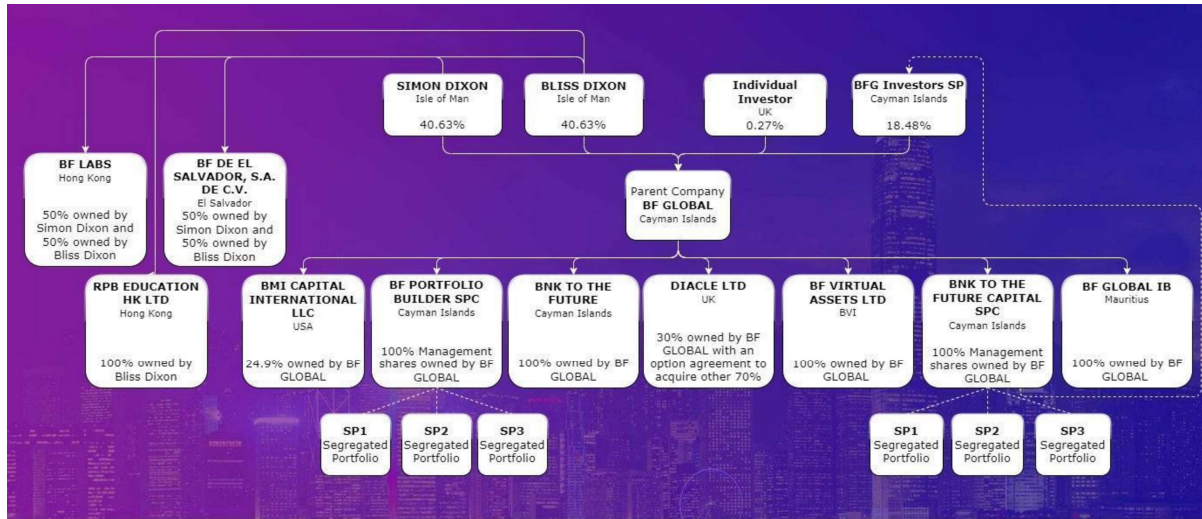 SIMON DIXON
Isle of Man
40.63%
BLISS DIXON
Isle of Man
40.63%
Individual
Investor
UK
0.27%
BFG Investors SP
Cayman Islands
18.48%
BF LABS
Hong Kong
50% owned by
Simon Dixon and
50% owned by
Bliss Dixon
BF DE EL
SALVADOR, S.A.
DE C.V.
El Salvador
50% owned by
Simon Dixon and
50% owned by
Bliss Dixon
Parent Company
BF GLOBAL
Cayman Islands
RPB EDUCATION
HK LTD
Hong Kong
100% owned by
Bliss Dixon
BMI CAPITAL
INTERNATIONAL
LLC
USA
24.9% owned by BF
GLOBAL
BF PORTFOLIO
BUILDER SPC
Cayman Islands
100% Management
shares owned by BF
GLOBAL
BNK TO THE
FUTURE
Cayman Islands
100% owned by BF
GLOBAL
DIACLE LTD
UK
30% owned by BF
GLOBAL with an
option agreement to
acquire other 70%
BF VIRTUAL
ASSETS LTD
BVI
100% owned by BF
GLOBAL
BNK TO THE
FUTURE CAPITAL
SPC
Cayman Islands
100% Management
shares owned by BF
GLOBAL
BF GLOBAL IB
Mauritius
100% owned by BF
GLOBAL
SP1
Segregated
Portfolio
SP2
Segregated
Portfolio
SP3
Segregated
Portfolio
SP1
Segregated
Portfolio
SP2
Segregated
Portfolio
SP3
Segregated
Portfolio